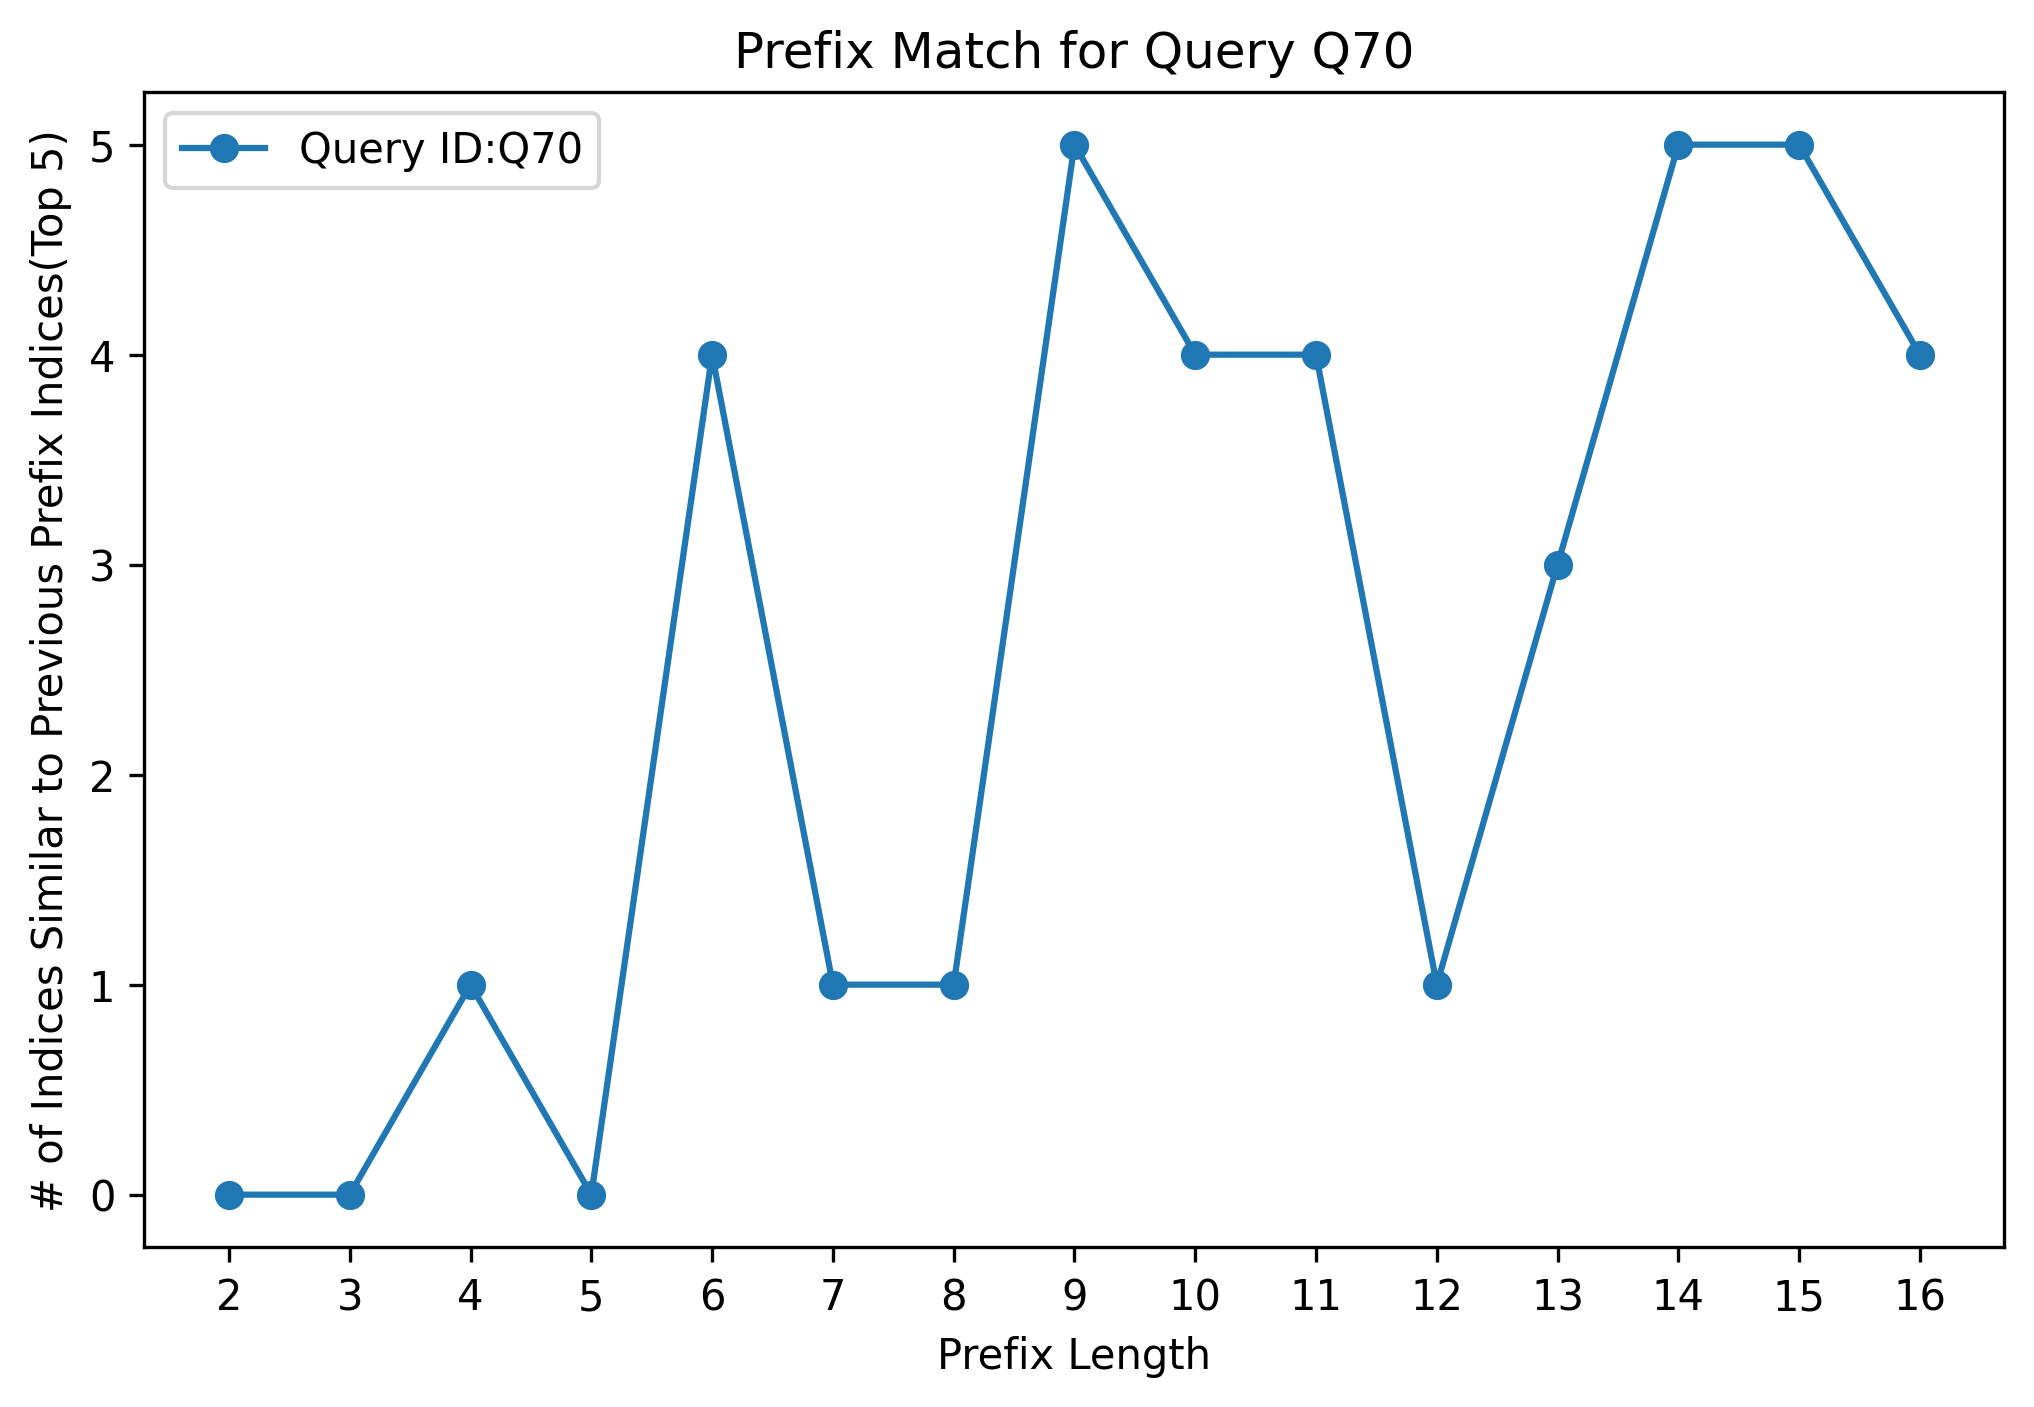 Prefix Match for Query Q70
Query ID:Q70
# of Indices Similar to Previous Prefix Indices(Top 5)
5
4
3
2
1
0
2 3 4 5 6 7 8 9 10 11 12 13 14 15 16
Prefix Length